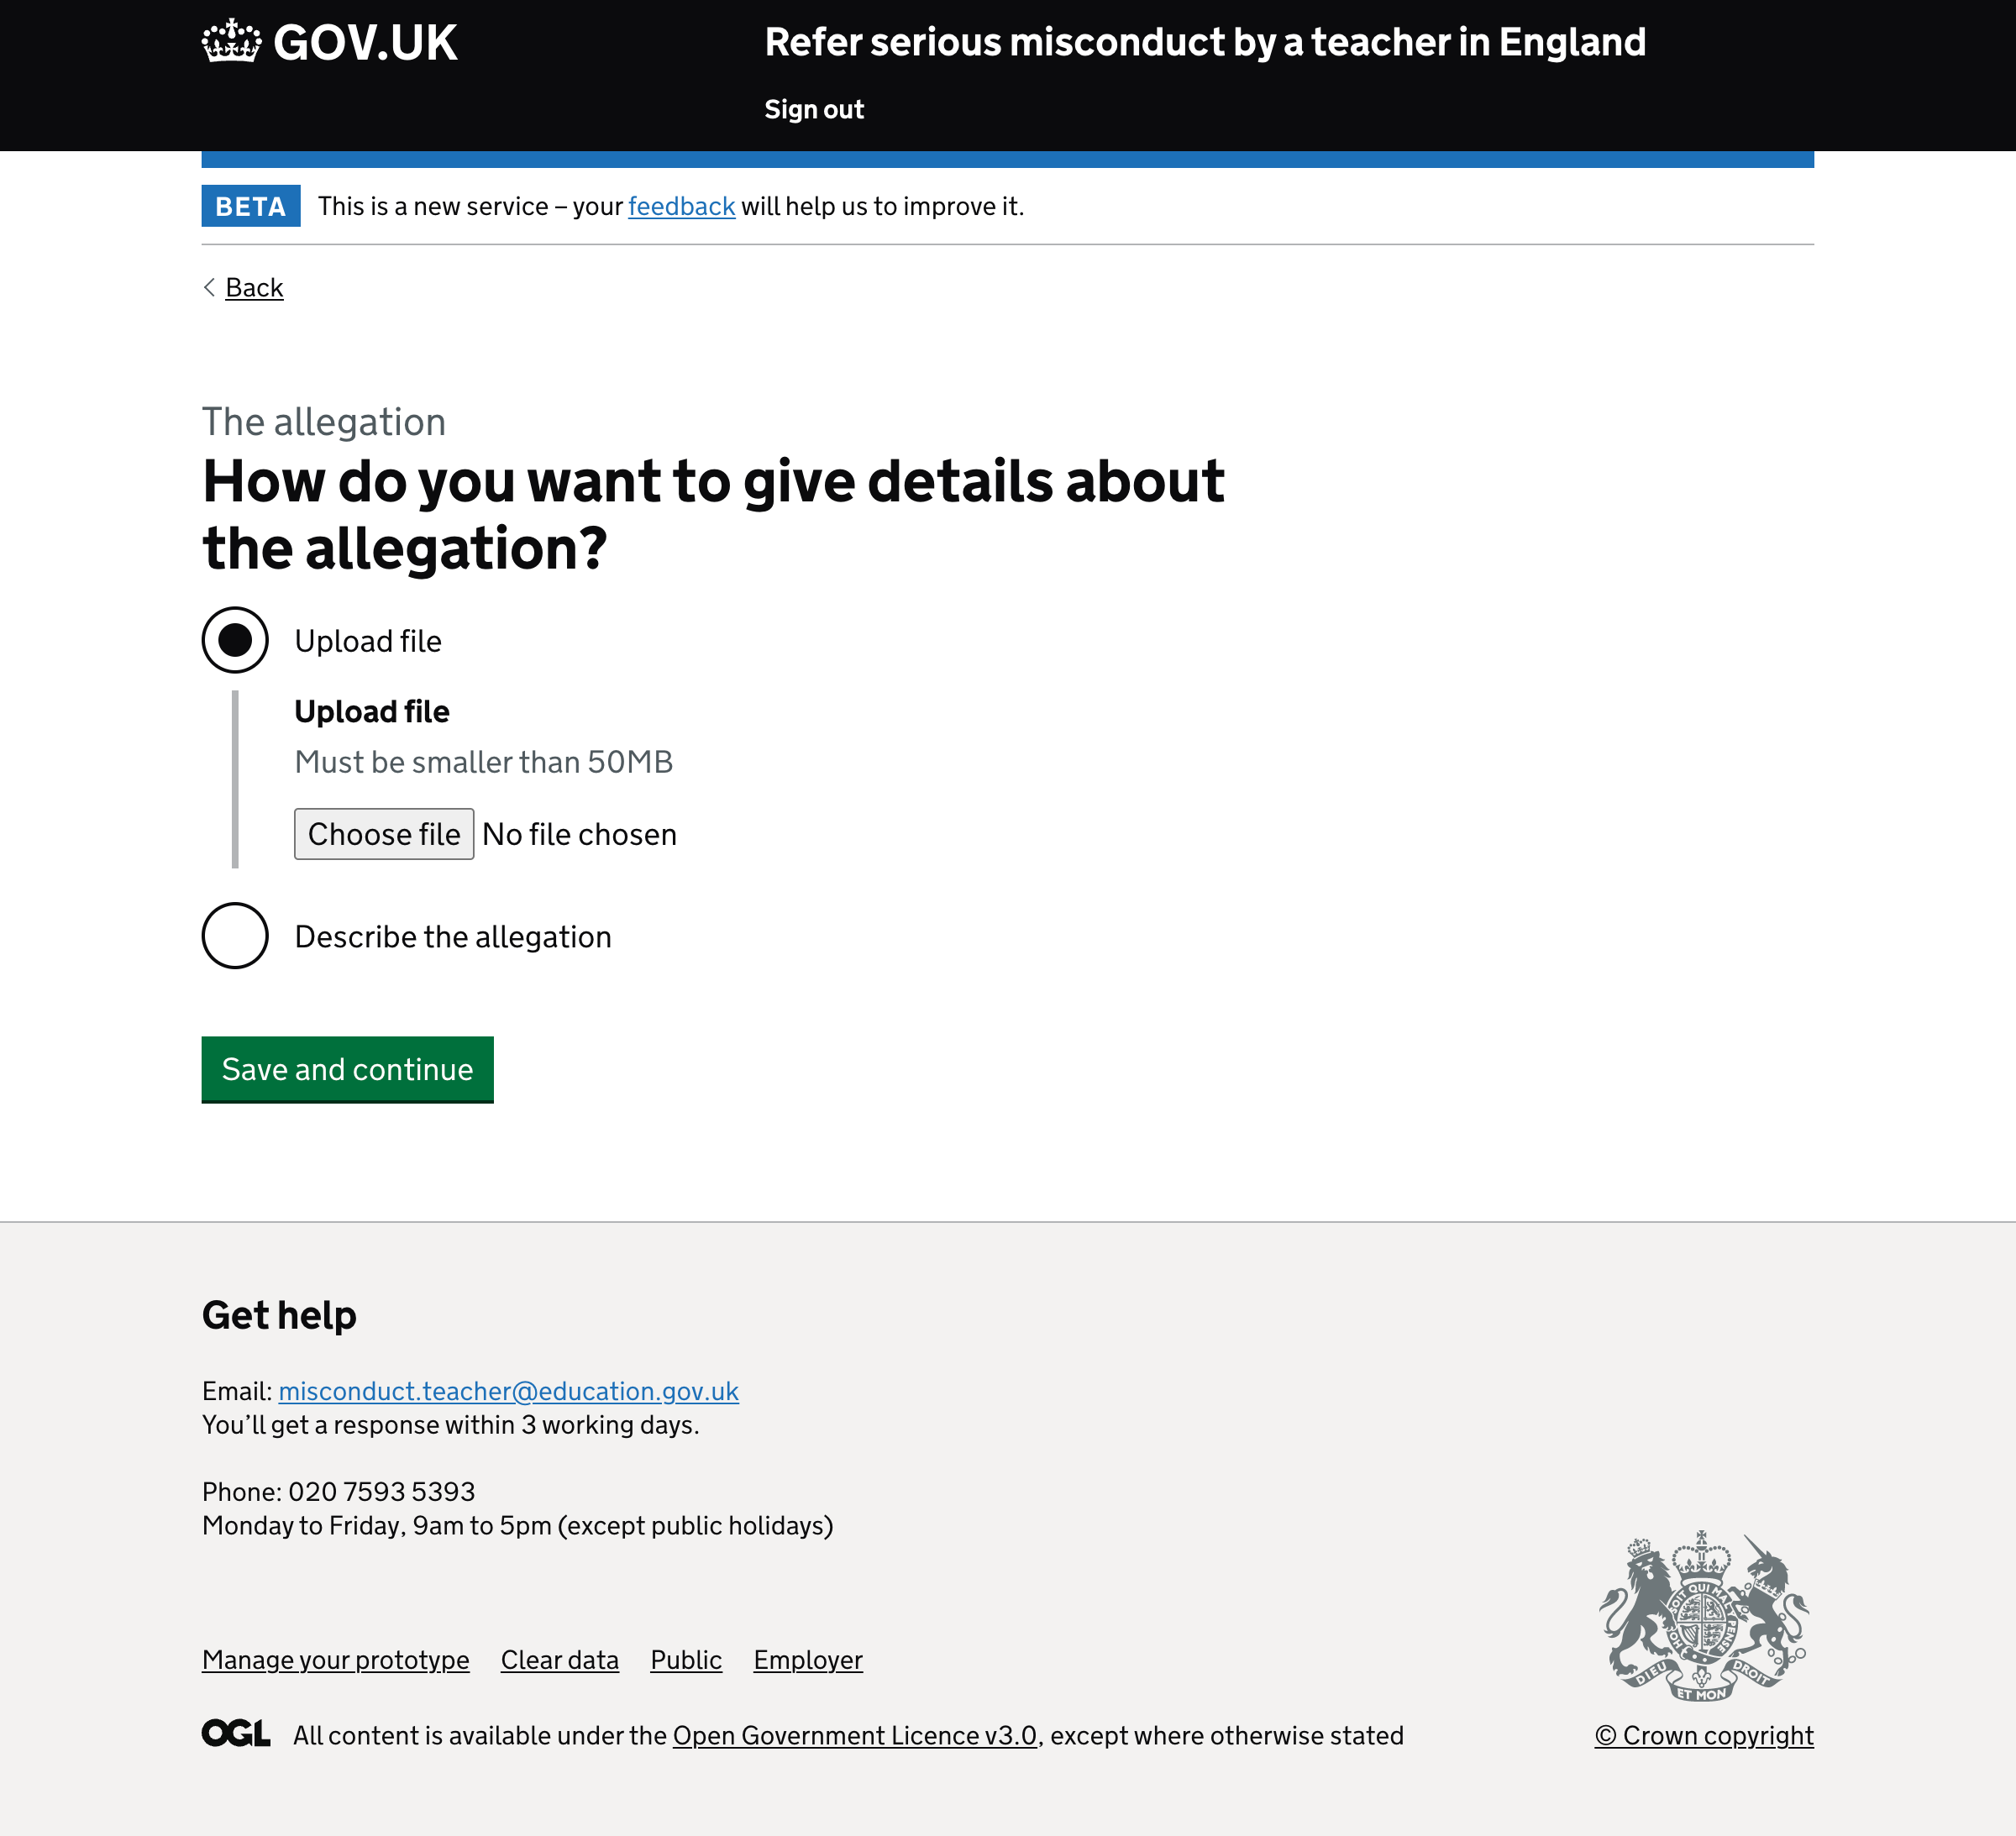 GOV.UK
Refer serious misconduct by a teacher in England
Sign out
BETA
This is a new service – your feedback will help us to improve it.
Back
The allegation
How do you want to give details about
the allegation?
Upload file
Upload file
Must be smaller than 50MB
Choose file No file chosen
Describe the allegation
Save and continue
Get help
Email: misconduct.teacher@education.gov.uk
You’ll get a response within 3 working days.
Phone: 020 7593 5393
Monday to Friday, 9am to 5pm (except public holidays)
Manage your prototype Clear data Public Employer
HONI SOIT QUI MAL Y PENSE
DIEU ET MON DROIT
OGL All content is available under the Open Government Licence v3.0, except where otherwise stated
© Crown copyright